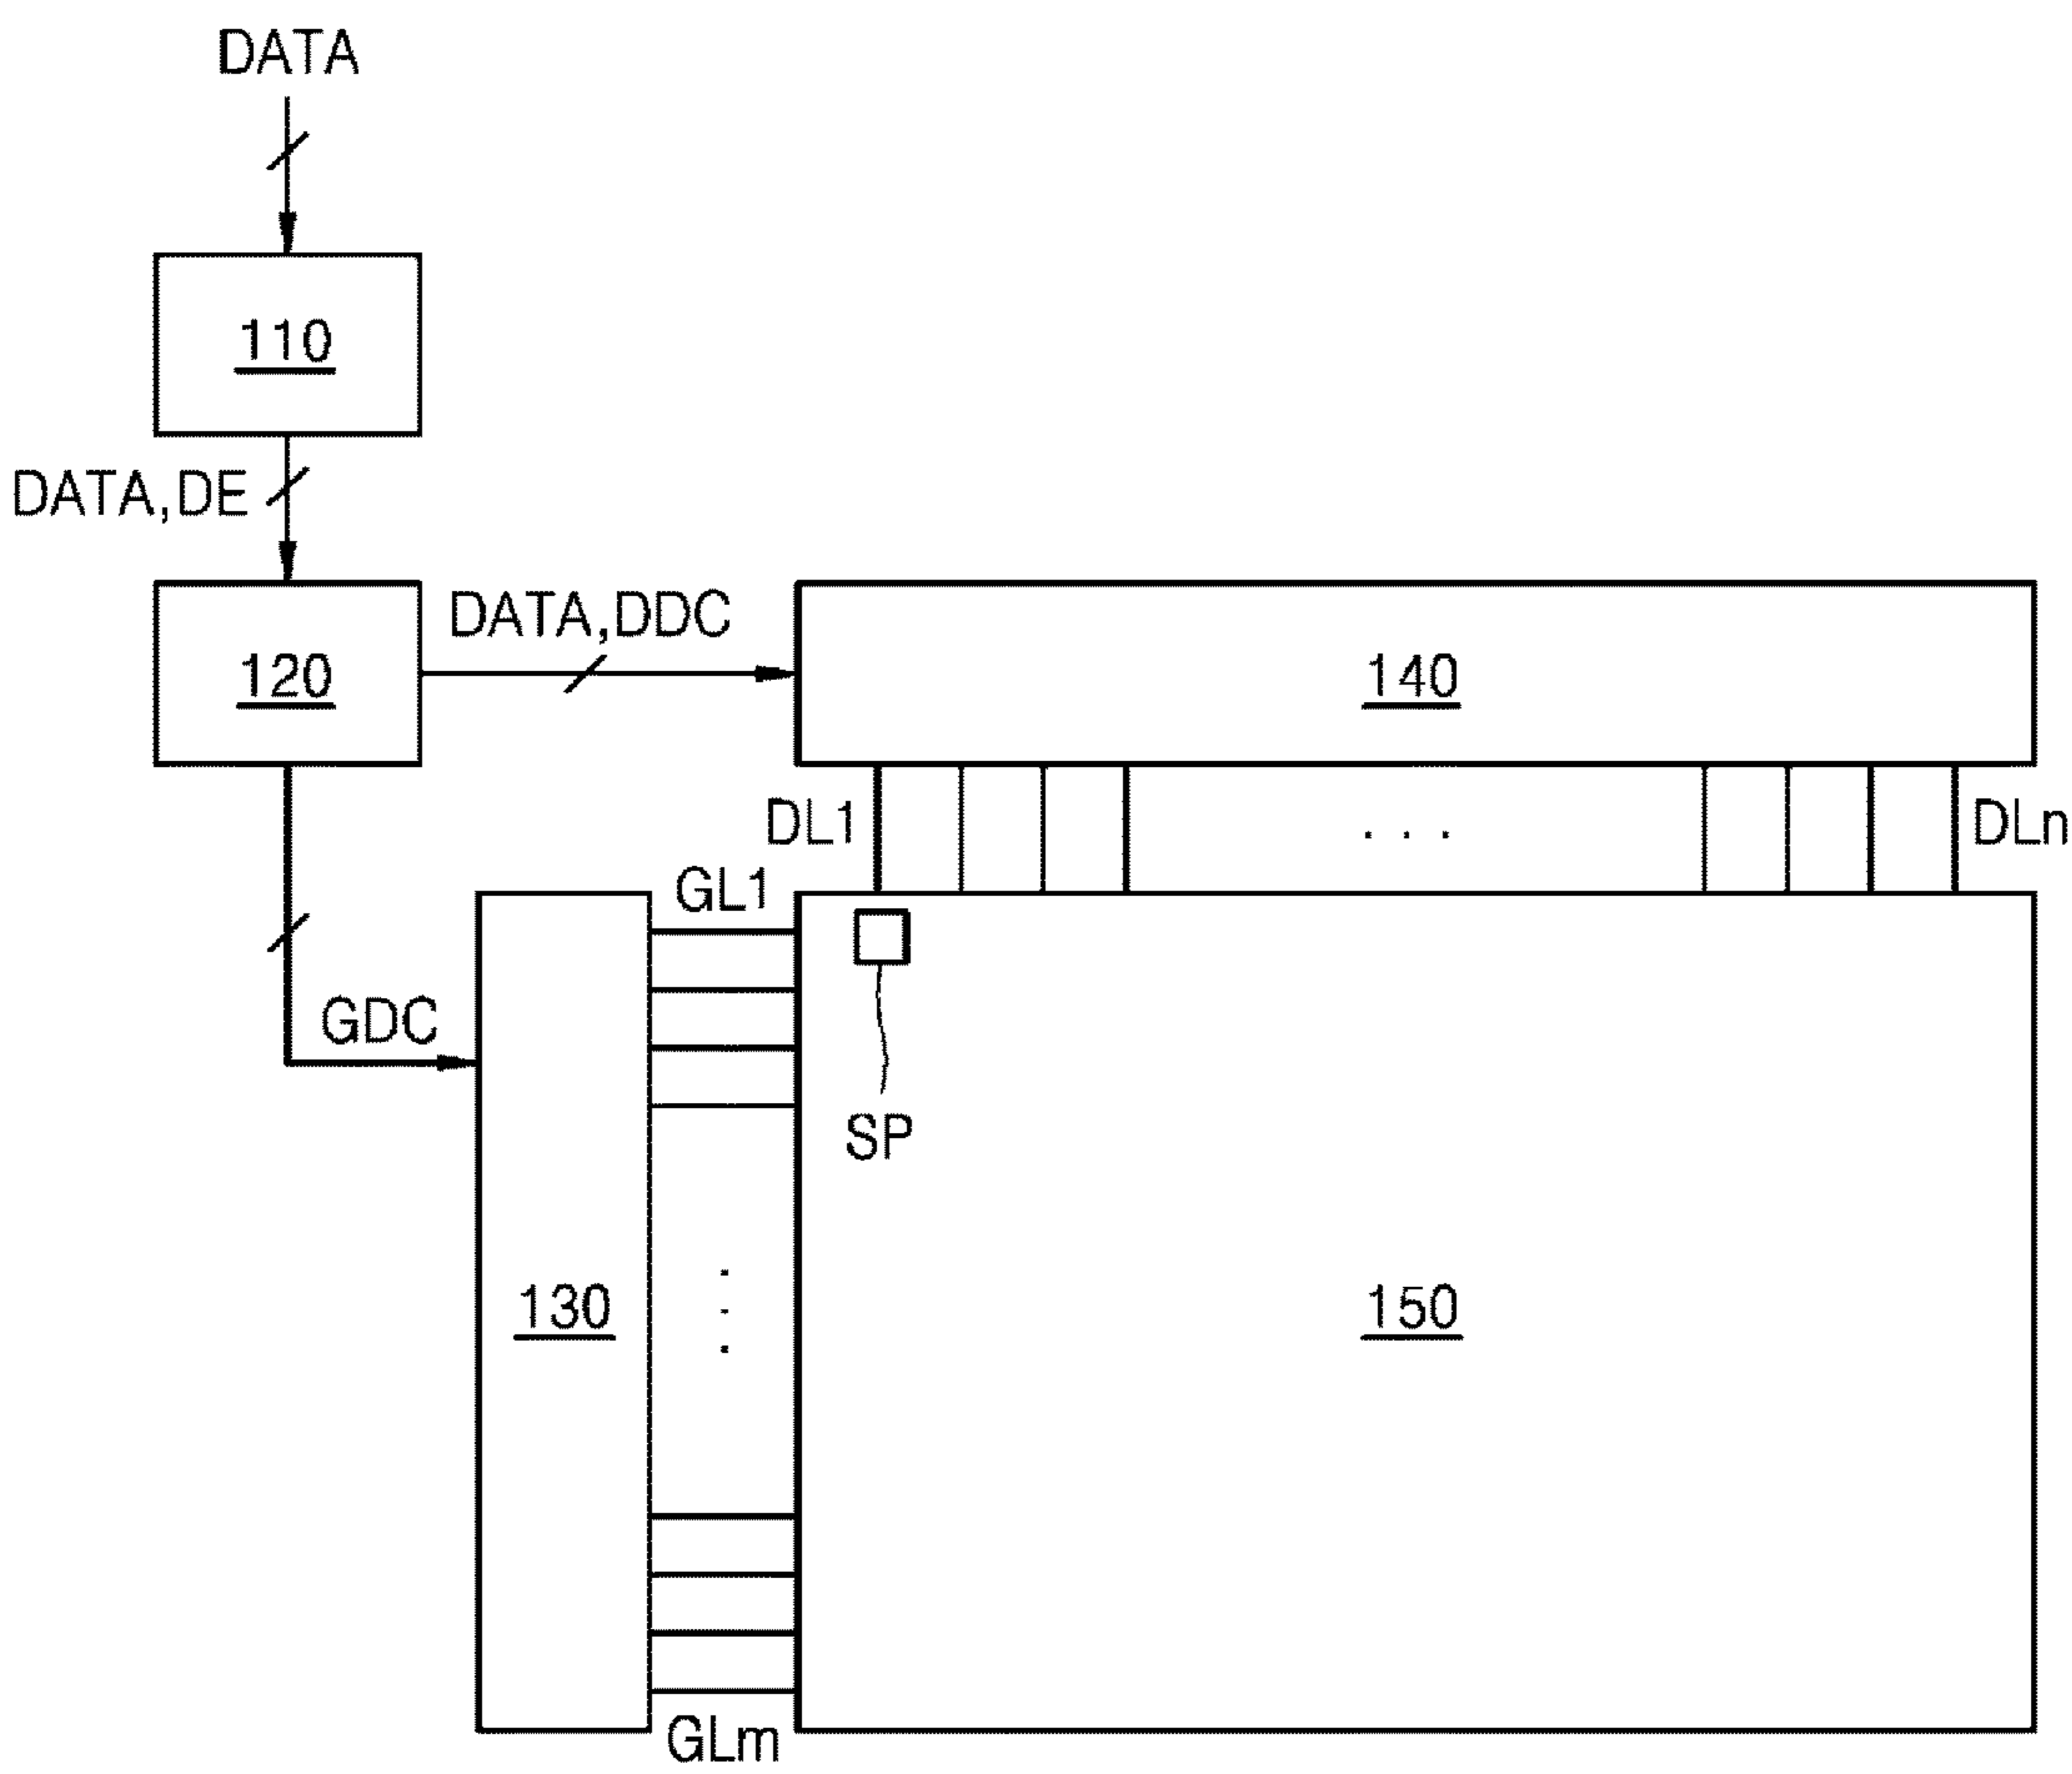 DATA
110
DATA,DE
120
DATA,DDC
140
DL1
. . .
DLn
GL1
GDC
SP
130
150
GLm